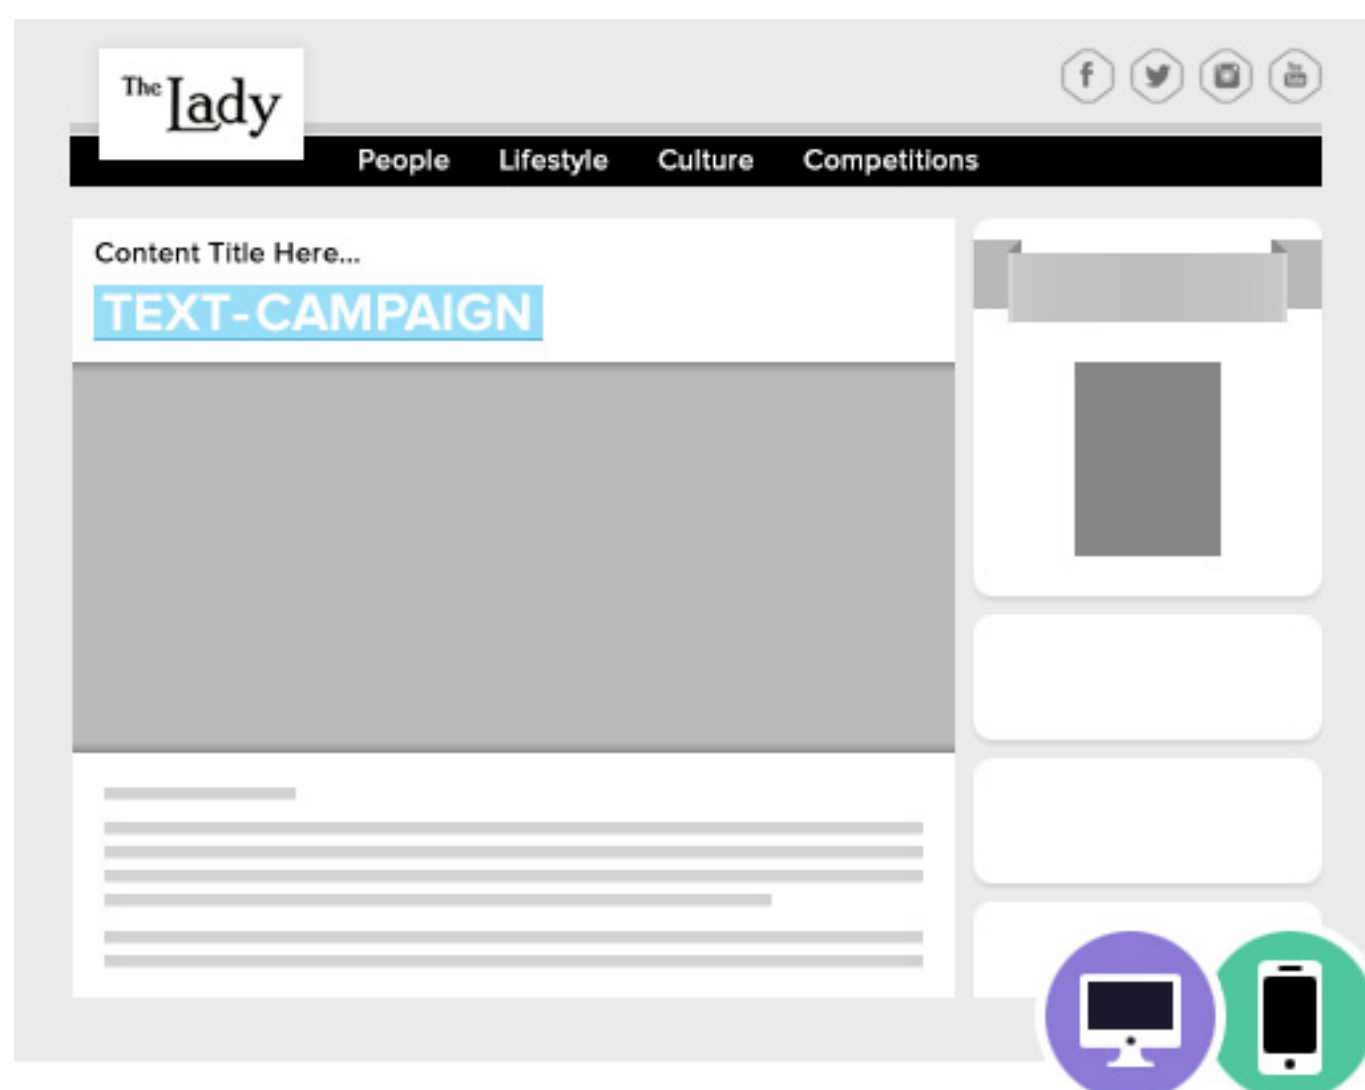 The Lady
People Lifestyle Culture Competitions
Content Title Here...
TEXT-CAMPAIGN